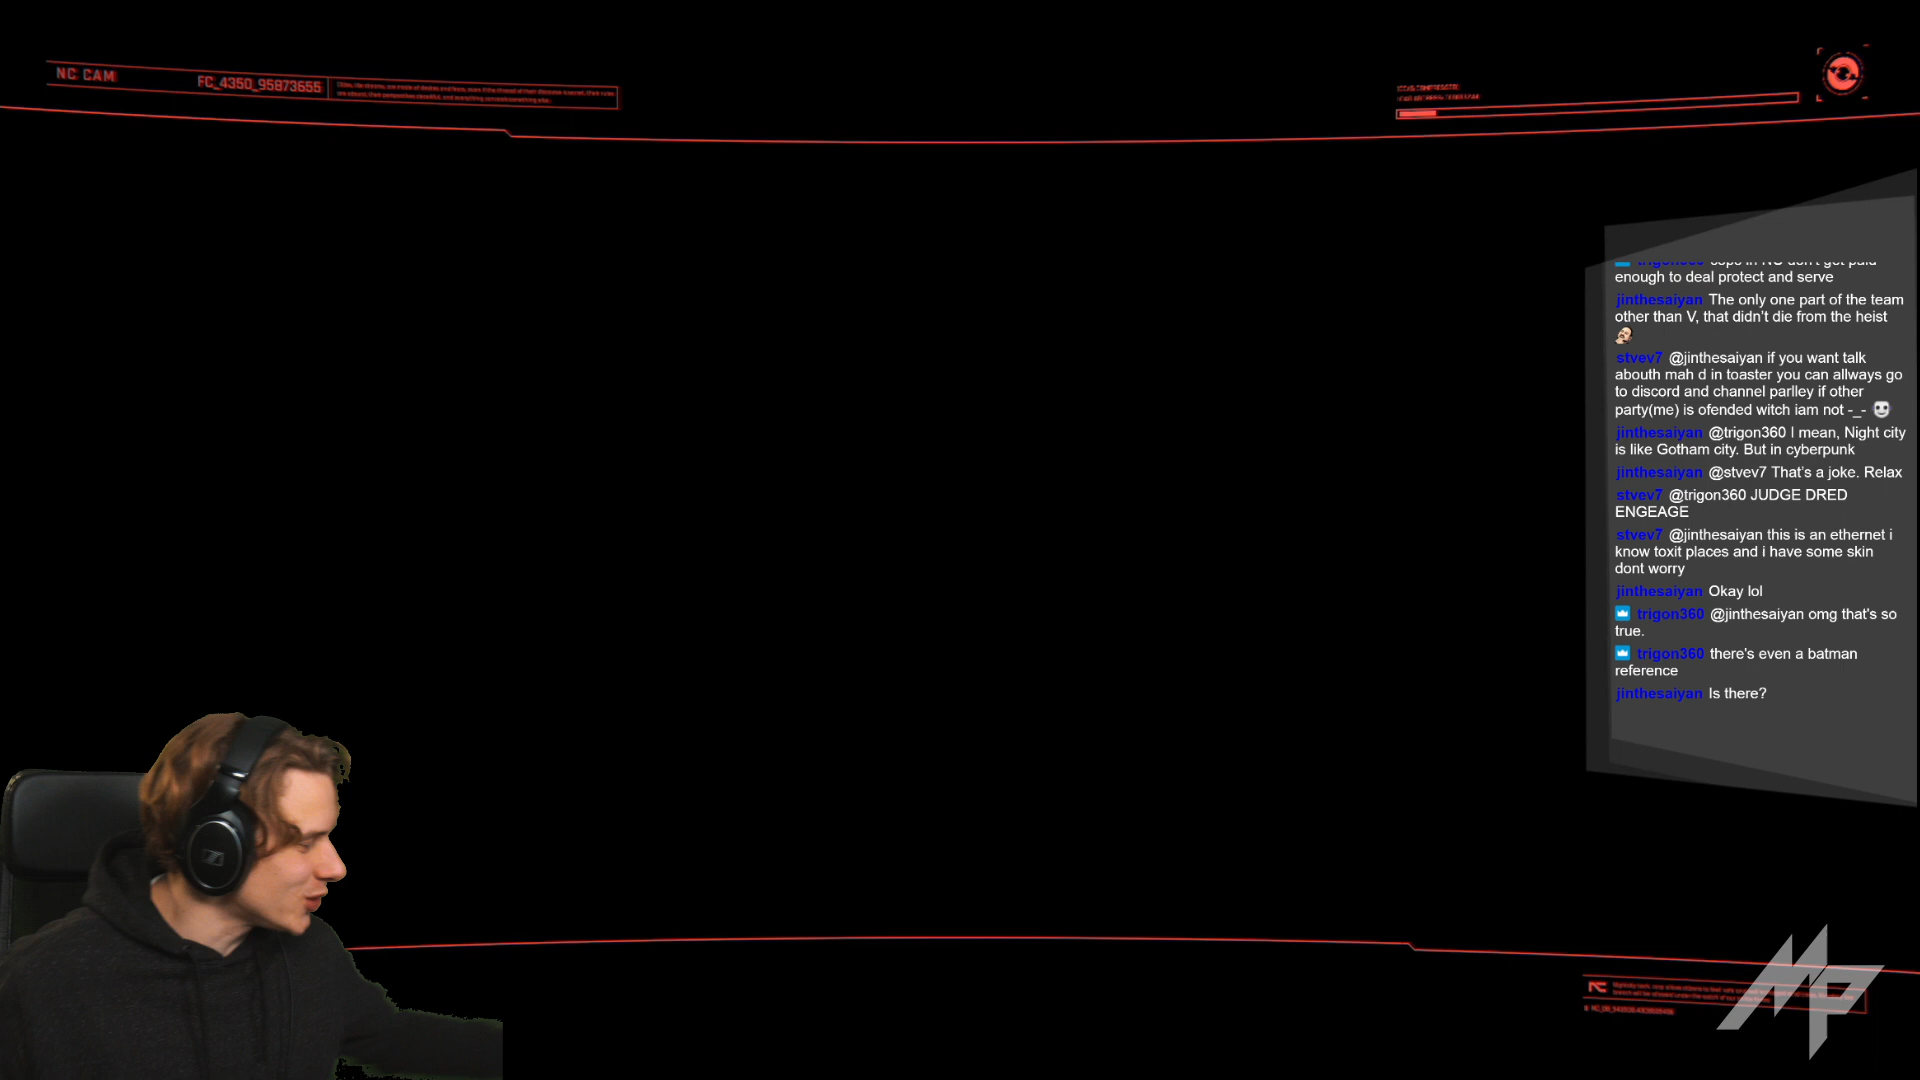 NC CAM
FC_4350_95873655
enough to deal protect and serve
jinthesaiyan The only one part of the team
other than V, that didn't die from the heist
stvev7 @jinthesaiyan if you want talk
abouth mah d in toaster you can allways go
to discord and channel parlley if other
party(me) is ofended witch iam not -_-
jinthesaiyan @trigon360 I mean, Night city
is like Gotham city. But in cyberpunk
jinthesaiyan @stvev7 That's a joke. Relax
stvev7 @trigon360 JUDGE DRED
ENGEAGE
stvev7 @jinthesaiyan this is an ethernet i
know toxit places and i have some skin
dont worry
jinthesaiyan Okay lol
trigon360 @jinthesaiyan omg that's so
true.
trigon360 there's even a batman
reference
jinthesaiyan Is there?
MP